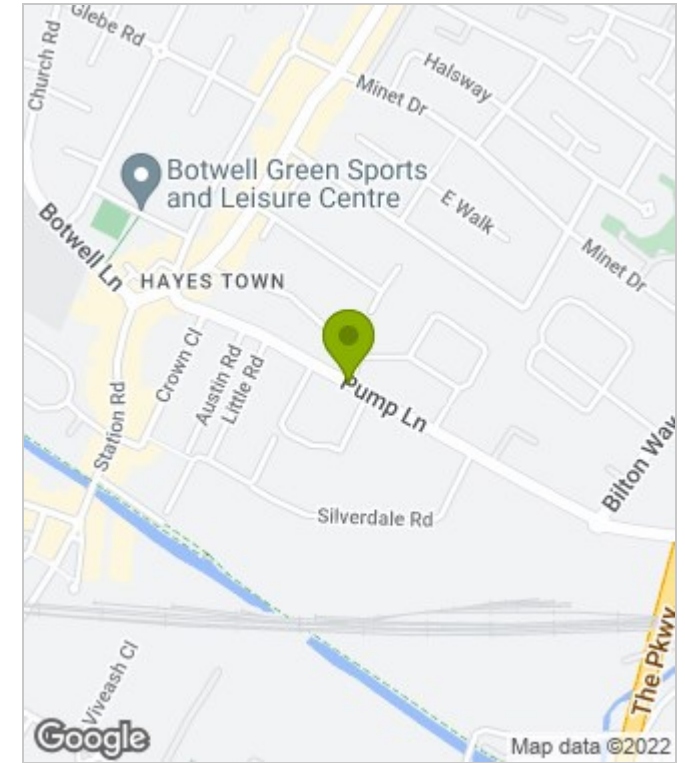 Glebe Rd
Church Rd
Halsway
Minet Dr
Botwell Green Sports
and Leisure Centre
E Walk
Botwell Ln
Minet Dr
HAYES TOWN
Crown Cl
Austin Rd
Little Rd
Pump Ln
Station Rd
Bilton Way
Silverdale Rd
The Pkwy
Viveash Cl
Google
Map data ©2022